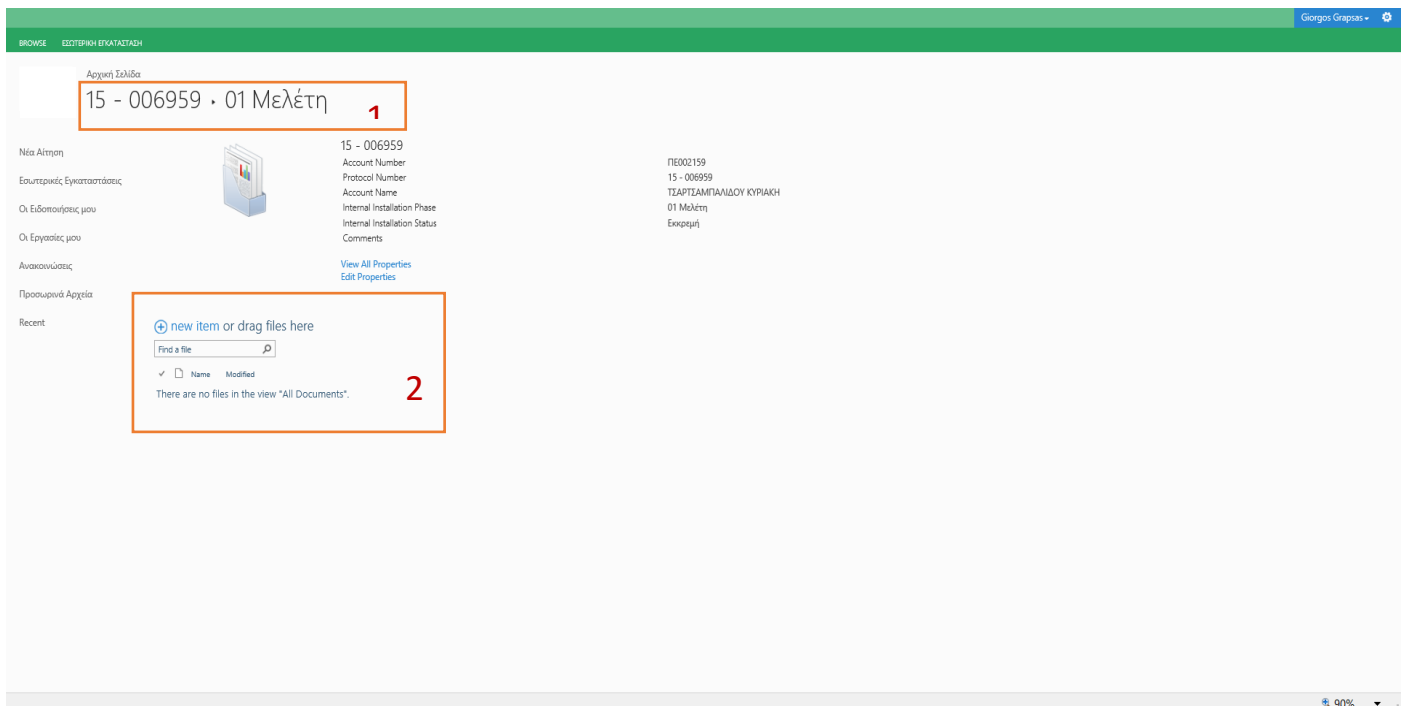 Giorgos Grapsas
BROWSE ΕΣΩΤΕΡΙΚΗ ΕΓΚΑΤΑΣΤΑΣΗ
Αρχική Σελίδα
15 - 006959 ▸ 01 Μελέτη
1
15 - 006959
Νέα Αίτηση
Account Number ΠΕ002159
Protocol Number 15 - 006959
Εσωτερικές Εγκαταστάσεις
Account Name ΤΣΑΡΤΣΑΜΠΑΛΙΔΟΥ ΚΥΡΙΑΚΗ
Οι Ειδοποιήσεις μου
Internal Installation Phase 01 Μελέτη
Internal Installation Status Εκκρεμή
Οι Εργασίες μου
Comments
Ανακοινώσεις
View All Properties
Edit Properties
Προσωρινά Αρχεία
Recent
new item or drag files here
Find a file
Name Modified
There are no files in the view "All Documents".
2
90%